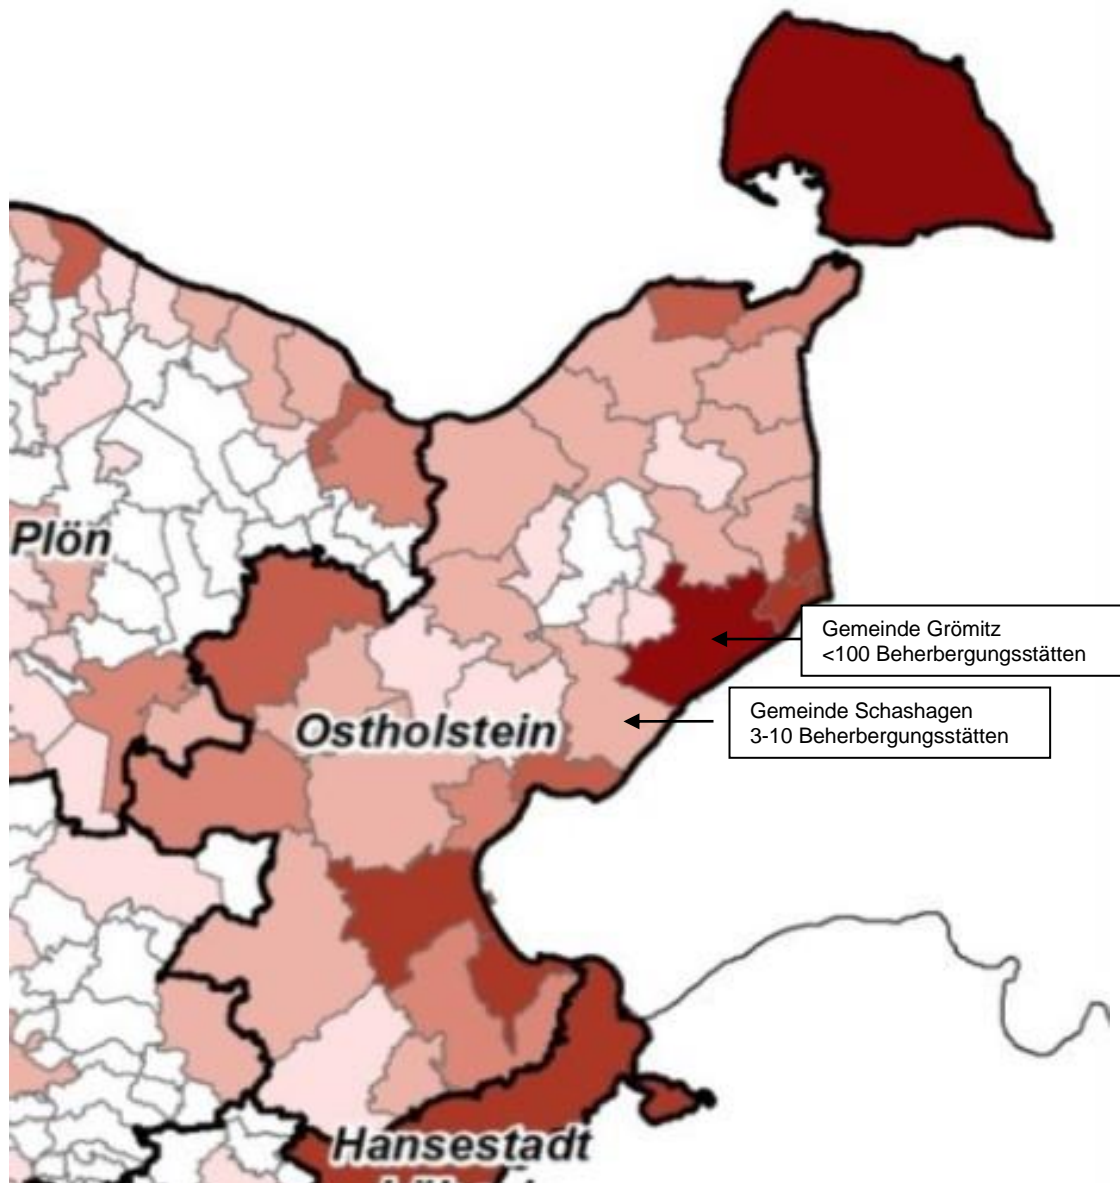 Plön
Gemeinde Grömitz
<100 Beherbergungsstätten
Gemeinde Schashagen
3-10 Beherbergungsstätten
Ostholstein
Hansestadt